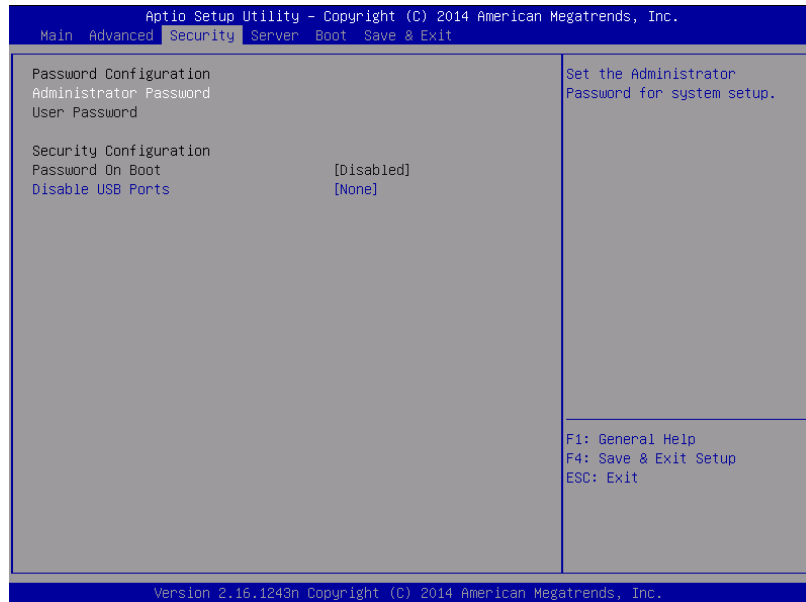 Aptio Setup Utility – Copyright (C) 2014 American Megatrends, Inc.
Main Advanced Security Server Boot Save & Exit
Password Configuration
Administrator Password
User Password
Security Configuration
Password On Boot [Disabled]
Disable USB Ports [None]
Set the Administrator
Password for system setup.
F1: General Help
F4: Save & Exit Setup
ESC: Exit
Version 2.16.1243n Copyright (C) 2014 American Megatrends, Inc.